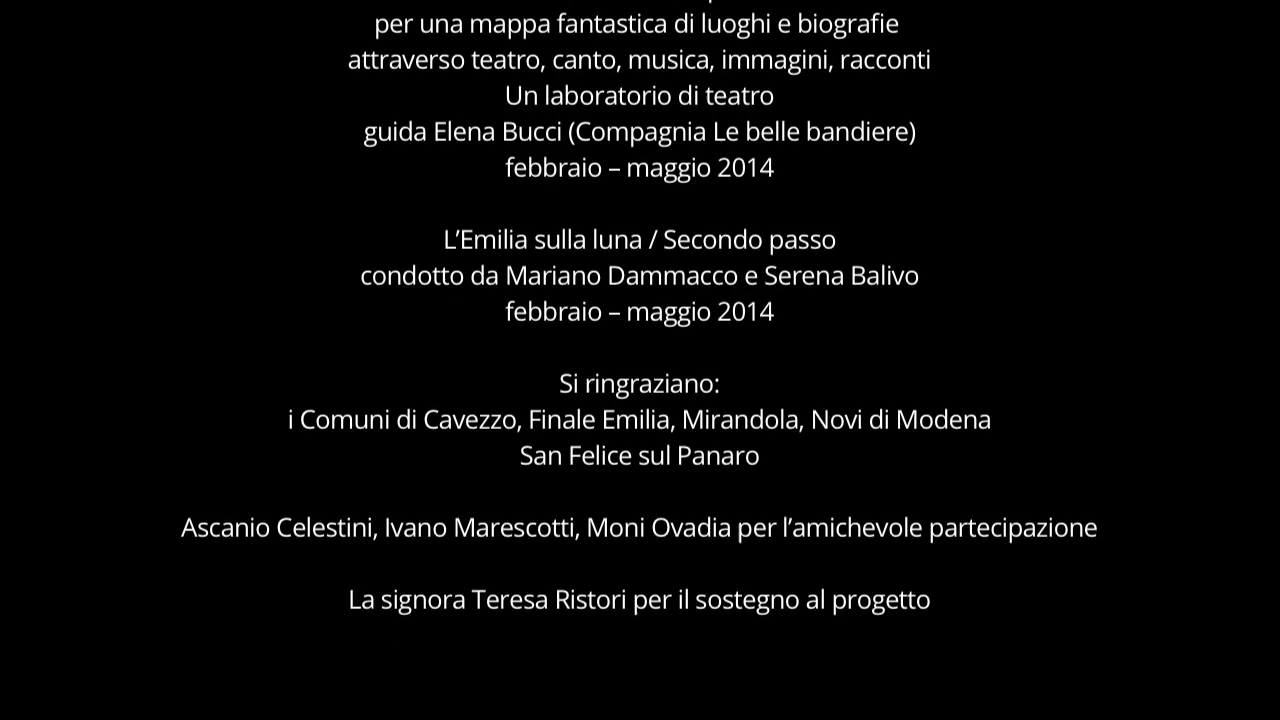 per una mappa fantastica di luoghi e biografie
attraverso teatro, canto, musica, immagini, racconti
Un laboratorio di teatro
guida Elena Bucci (Compagnia Le belle bandiere)
febbraio – maggio 2014
L’Emilia sulla luna / Secondo passo
condotto da Mariano Dammacco e Serena Balivo
febbraio – maggio 2014
Si ringraziano:
i Comuni di Cavezzo, Finale Emilia, Mirandola, Novi di Modena
San Felice sul Panaro
Ascanio Celestini, Ivano Marescotti, Moni Ovadia per l’amichevole partecipazione
La signora Teresa Ristori per il sostegno al progetto